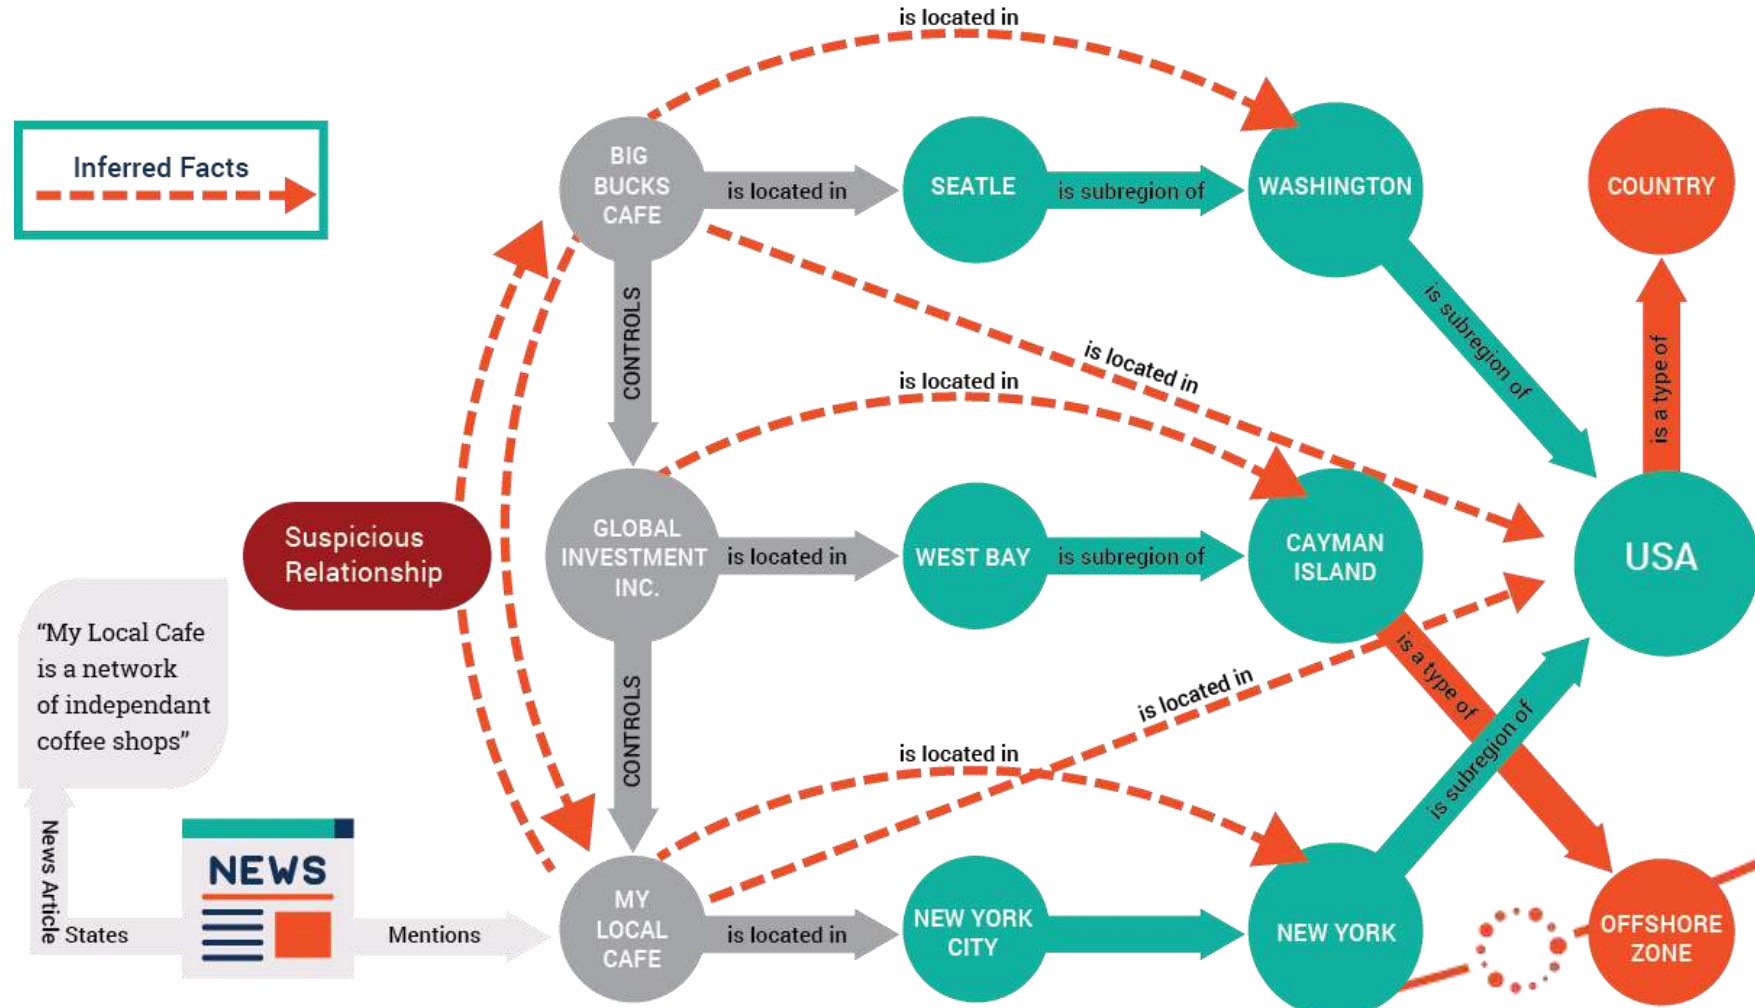 is located in
Inferred Facts
BIG
BUCKS
CAFE
is located in
SEATLE
is subregion of
WASHINGTON
COUNTRY
CONTROLS
is located in
is subregion of
is a type of
is located in
Suspicious
Relationship
GLOBAL
INVESTMENT
INC.
is located in
WEST BAY
is subregion of
CAYMAN
ISLAND
USA
"My Local Cafe
is a network
of independant
coffee shops"
CONTROLS
is located in
is a type of
is subregion of
is located in
News Article
States
NEWS
Mentions
MY
LOCAL
CAFE
is located in
NEW YORK
CITY
NEW YORK
OFFSHORE
ZONE